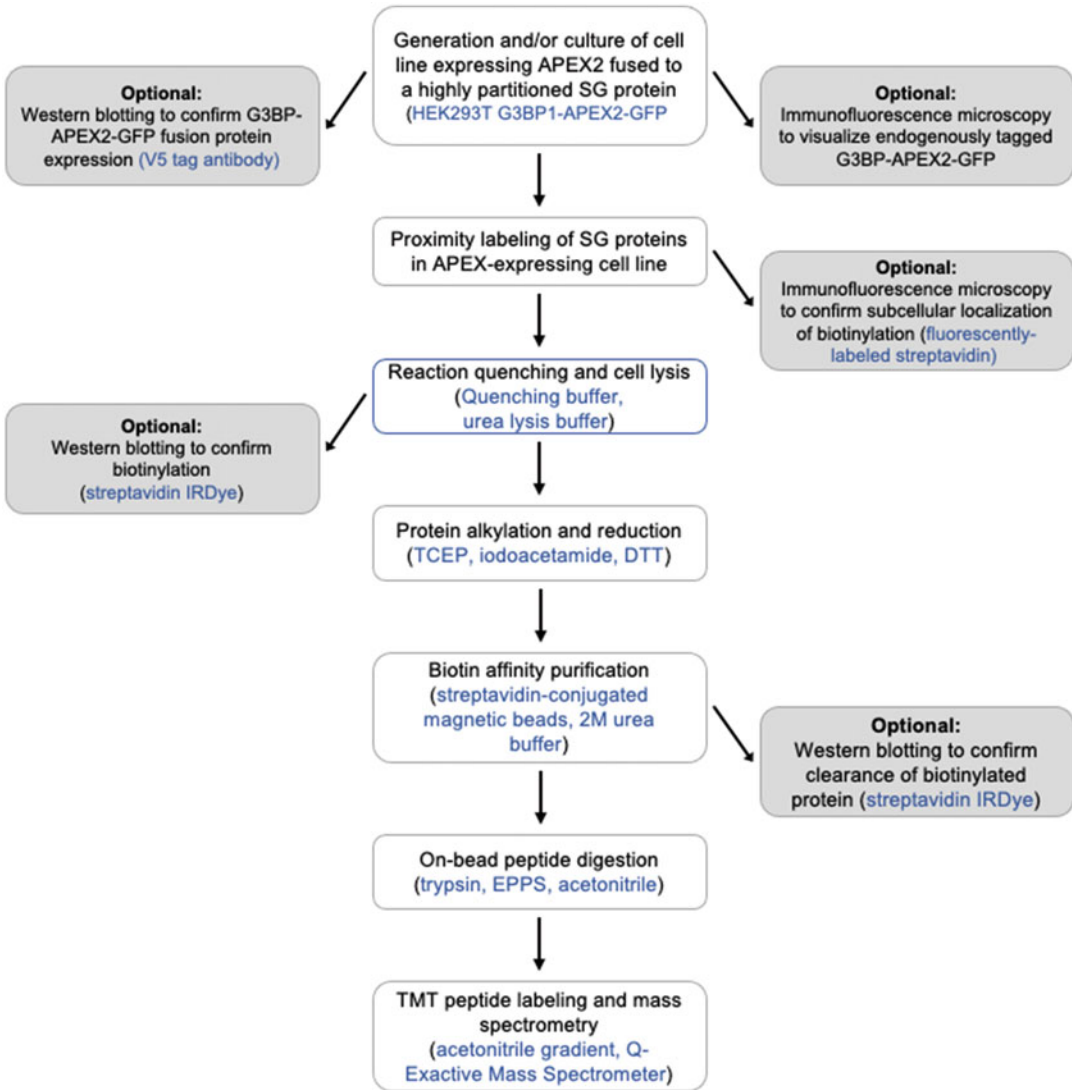 Generation and/or culture of cell
line expressing APEX2 fused to
a highly partitioned SG protein
(HEK293T G3BP1-APEX2-GFP
Optional:
Western blotting to confirm G3BP-
APEX2-GFP fusion protein
expression (V5 tag antibody)
Optional:
Immunofluorescence microscopy
to visualize endogenously tagged
G3BP-APEX2-GFP
Proximity labeling of SG proteins
in APEX-expressing cell line
Optional:
Immunofluorescence microscopy
to confirm subcellular localization
of biotinylation (fluorescently-
labeled streptavidin)
Reaction quenching and cell lysis
(Quenching buffer,
urea lysis buffer)
Optional:
Western blotting to confirm
biotinylation
(streptavidin IRDye)
Protein alkylation and reduction
(TCEP, iodoacetamide, DTT)
Biotin affinity purification
(streptavidin-conjugated
magnetic beads, 2M urea
buffer)
Optional:
Western blotting to confirm
clearance of biotinylated
protein (streptavidin IRDye)
On-bead peptide digestion
(trypsin, EPPS, acetonitrile)
TMT peptide labeling and mass
spectrometry
(acetonitrile gradient, Q-
Exactive Mass Spectrometer)